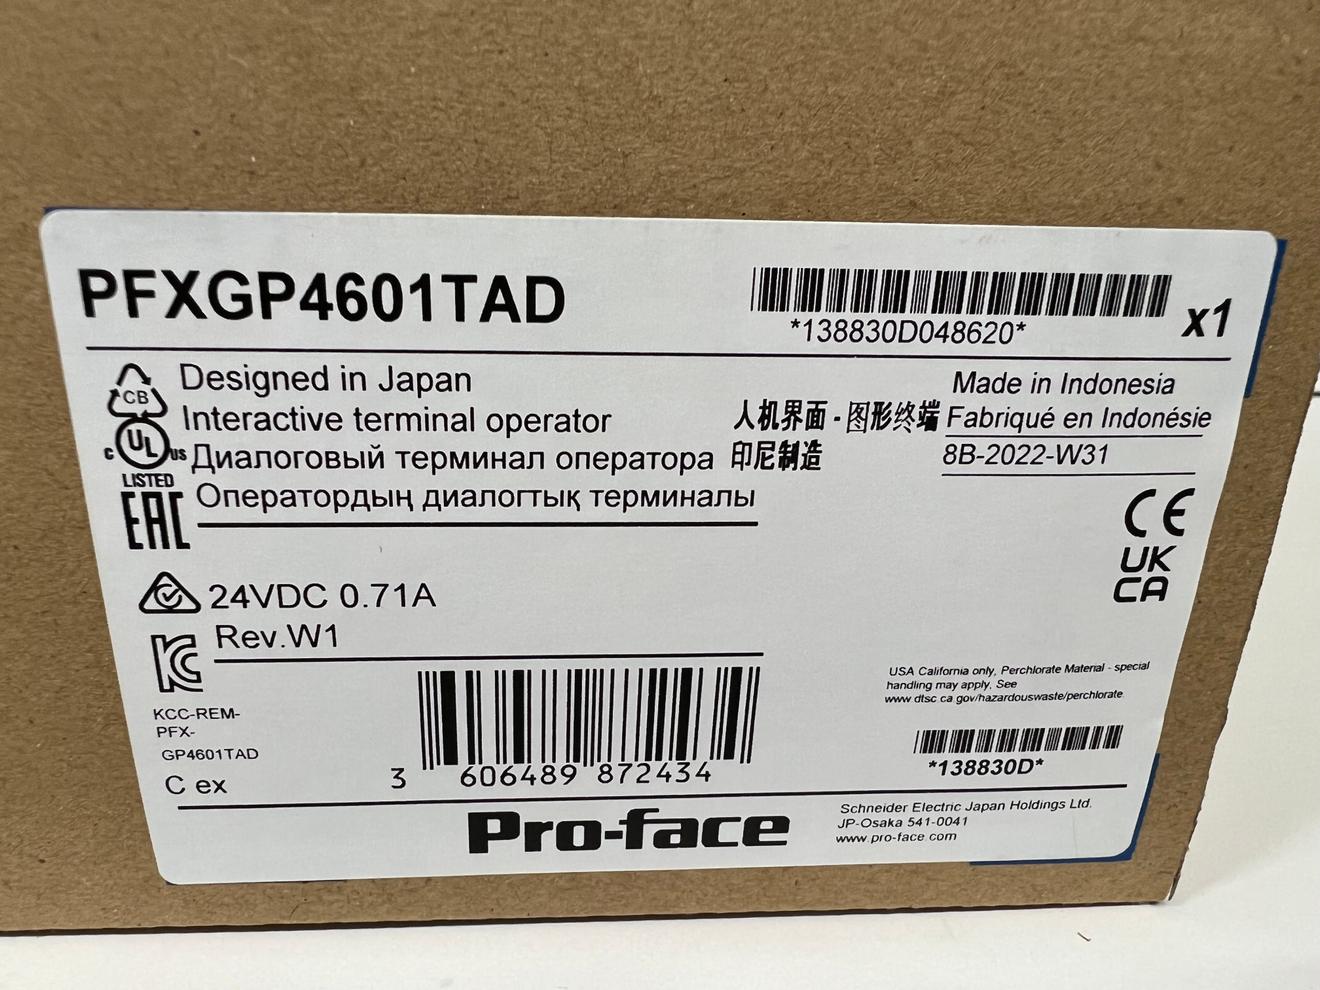 PFXGP4601TAD
*138830D048620*
x1
CB
Designed in Japan
Made in Indonesia
c UL US
LISTED
Interactive terminal operator
人机界面 - 图形终端
Fabriqué en Indonésie
Диалоговый терминал оператора
印尼制造
8B-2022-W31
EAC
Оператордың диалогтық терминалы
CE
UK
CA
24VDC 0.71A
Rev.W1
KC
KCC-REM-
PFX-
GP4601TAD
C ex
USA California only, Perchlorate Material - special
handling may apply, See
www.dtsc.ca.gov/hazardouswaste/perchlorate.
3 606489 872434
*138830D*
Pro-face
Schneider Electric Japan Holdings Ltd.
JP-Osaka 541-0041
www.pro-face.com